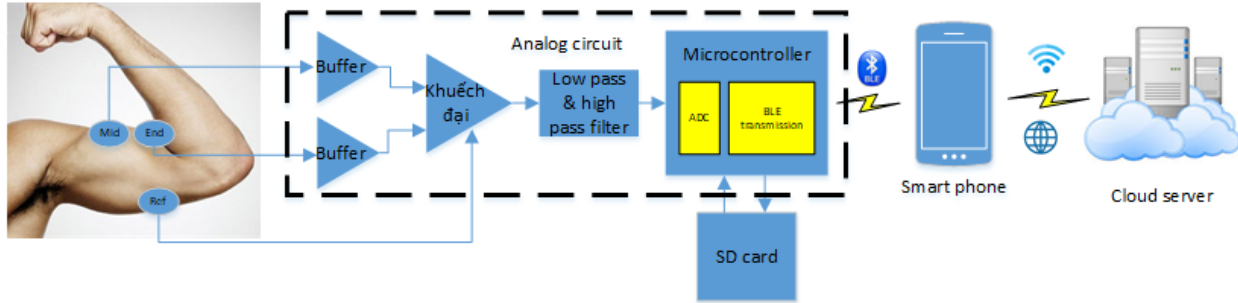 Mid
End
Ref
Buffer
Buffer
Khuếch
đại
Analog circuit
Low pass
& high
pass filter
Microcontroller
ADC
BLE
transmission
SD card
BLE
Smart phone
Cloud server